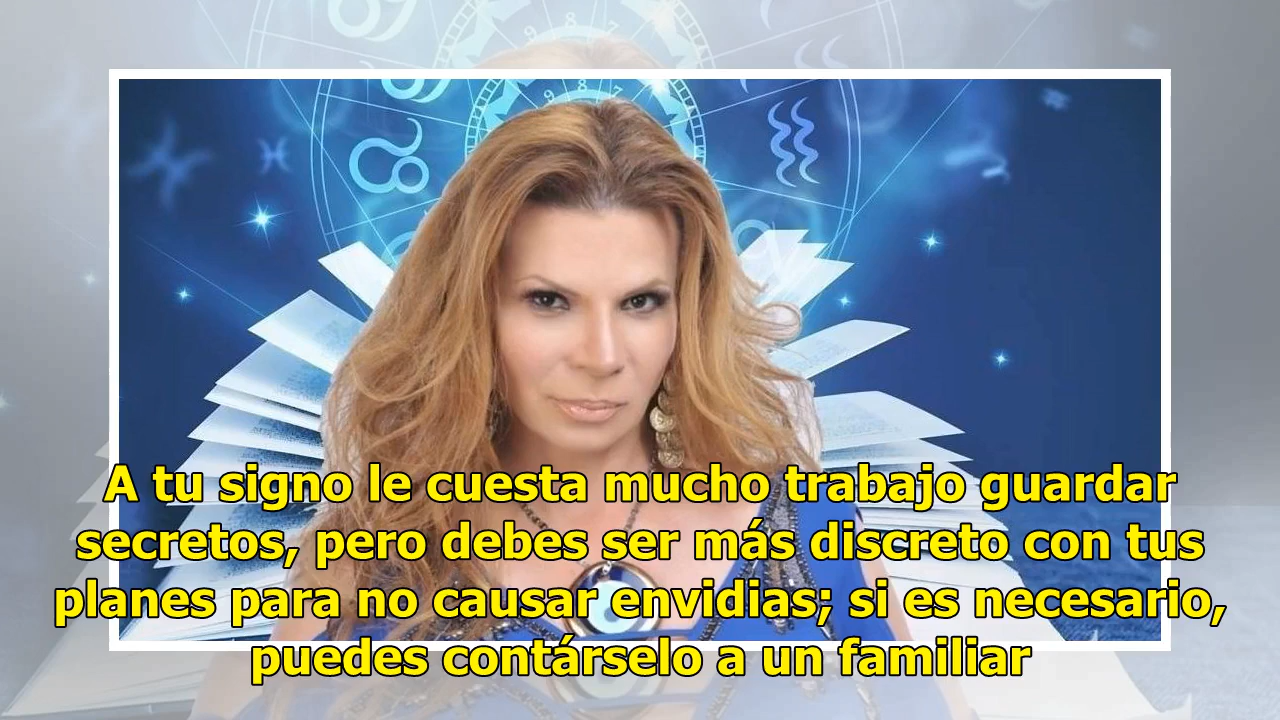 A tu signo le cuesta mucho trabajo guardar
secretos, pero debes ser más discreto con tus
planes para no causar envidias; si es necesario,
puedes contárselo a un familiar